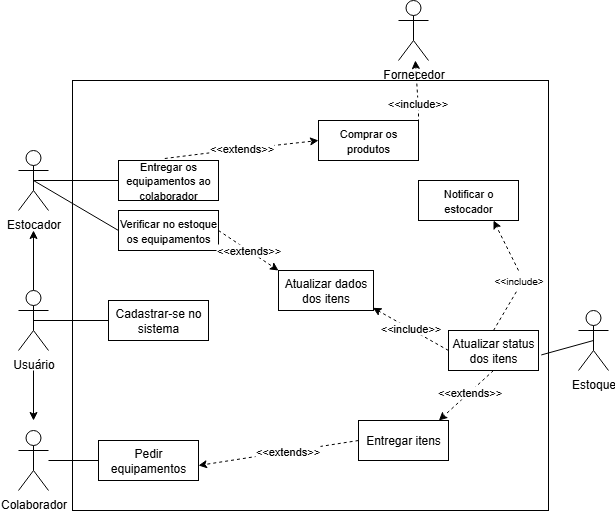 Fornecedor
<<include>>
Comprar os
produtos
<<extends>>
Entregar os
equipamentos ao
colaborador
Estocador
Notificar o
estocador
Verificar no estoque
os equipamentos
<<extends>>
Atualizar dados
dos itens
<<include>
Cadastrar-se no
sistema
Usuário
<<include>>
Atualizar status
dos itens
Estoque
<<extends>>
Entregar itens
<<extends>>
Pedir
equipamentos
Colaborador